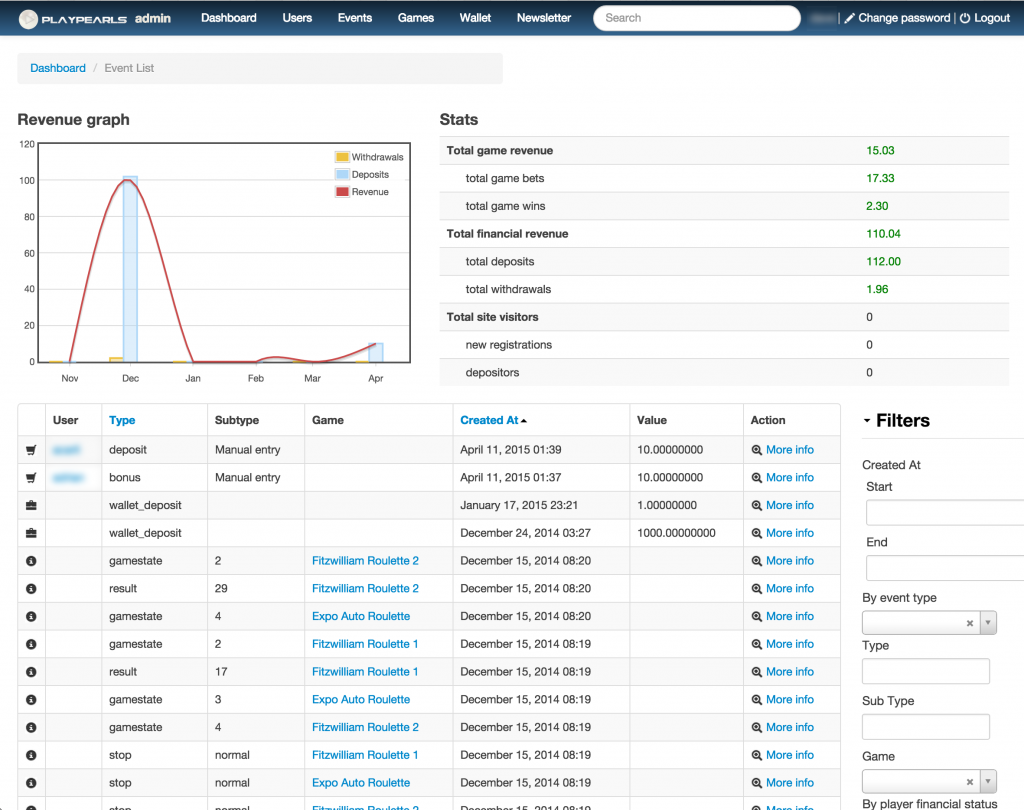 PLAYPEARLS admin Dashboard Users Events Games Wallet Newsletter Search | Change password | Logout
Dashboard / Event List
Revenue graph
120
100
80
60
40
20
0
Withdrawals
Deposits
Revenue
Nov Dec Jan Feb Mar Apr
Stats
Total game revenue 15.03
total game bets 17.33
total game wins 2.30
Total financial revenue 110.04
total deposits 112.00
total withdrawals 1.96
Total site visitors 0
new registrations 0
depositors 0
User Type Subtype Game Created At Value Action
deposit Manual entry April 11, 2015 01:39 10.00000000 More info
bonus Manual entry April 11, 2015 01:37 10.00000000 More info
wallet_deposit January 17, 2015 23:21 1.00000000 More info
wallet_deposit December 24, 2014 03:27 1000.00000000 More info
gamestate 2 Fitzwilliam Roulette 2 December 15, 2014 08:20 More info
result 29 Fitzwilliam Roulette 2 December 15, 2014 08:20 More info
gamestate 4 Expo Auto Roulette December 15, 2014 08:20 More info
gamestate 2 Fitzwilliam Roulette 1 December 15, 2014 08:19 More info
result 17 Fitzwilliam Roulette 1 December 15, 2014 08:19 More info
gamestate 3 Expo Auto Roulette December 15, 2014 08:19 More info
gamestate 4 Fitzwilliam Roulette 2 December 15, 2014 08:19 More info
stop normal Fitzwilliam Roulette 1 December 15, 2014 08:19 More info
stop normal Expo Auto Roulette December 15, 2014 08:19 More info
stop normal Fitzwilliam Roulette 2 December 15, 2014 08:19 More info
Filters
Created At
Start
End
By event type
Type
Sub Type
Game
By player financial status